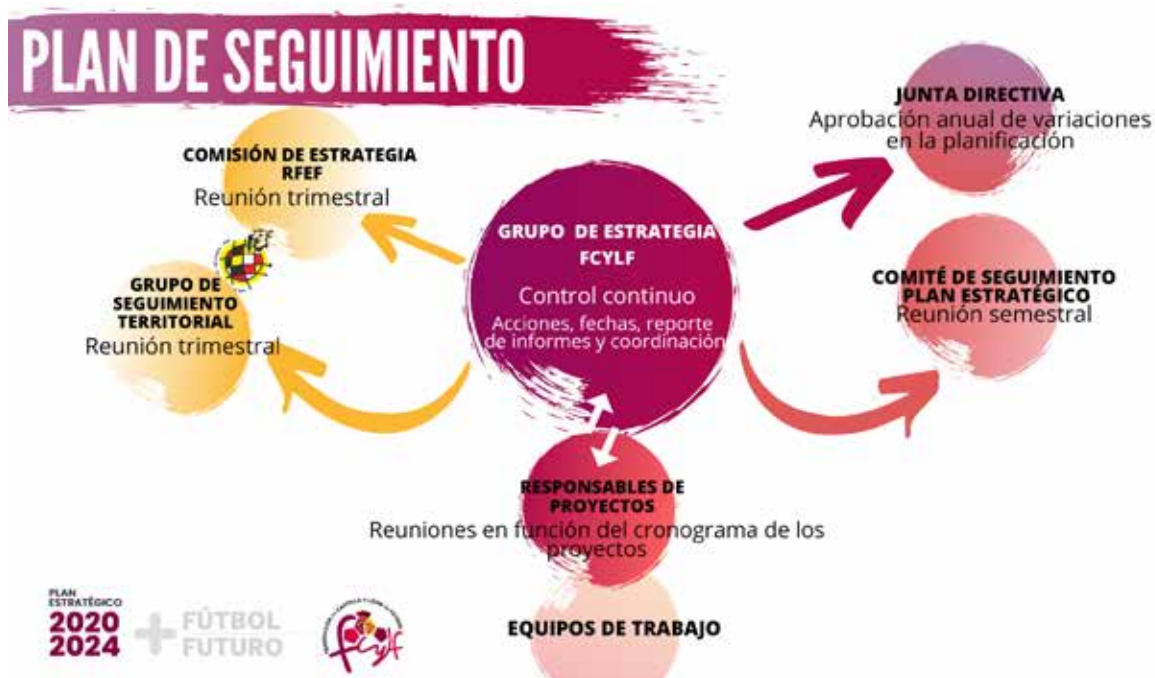 PLAN DE SEGUIMIENTO
COMISIÓN DE ESTRATEGIA
RFEF
Reunión trimestral
GRUPO DE
SEGUIMIENTO
TERRITORIAL
Reunión trimestral
GRUPO DE ESTRATEGIA
FCYLF
Control continuo
Acciones, fechas, reporte
de informes y coordinación
JUNTA DIRECTIVA
Aprobación anual de variaciones
en la planificación
COMITÉ DE SEGUIMIENTO
PLAN ESTRATÉGICO
Reunión semestral
RESPONSABLES DE
PROYECTOS
Reuniones en función del cronograma de los
proyectos
EQUIPOS DE TRABAJO
PLAN
ESTRATÉGICO
2020
2024
+ FÚTBOL
FUTURO
fcylf